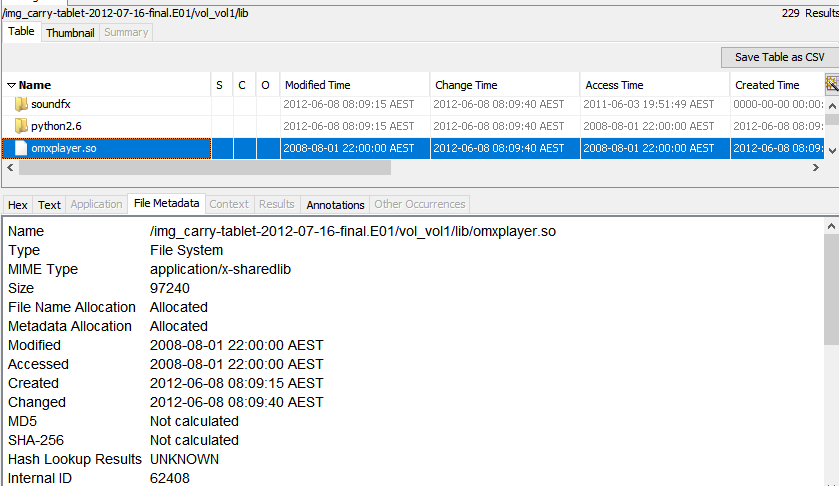 /img_carry-tablet-2012-07-16-final.E01/vol_vol1/lib 229 Results
Table Thumbnail Summary
Save Table as CSV
Name S C O Modified Time Change Time Access Time Created Time
soundfx 2012-06-08 08:09:15 AEST 2012-06-08 08:09:40 AEST 2011-06-03 19:51:49 AEST 0000-00-00 00:00:
python2.6 2012-06-08 08:09:15 AEST 2012-06-08 08:09:40 AEST 2008-08-01 22:00:00 AEST 2012-06-08 08:09:
omxplayer.so 2008-08-01 22:00:00 AEST 2012-06-08 08:09:40 AEST 2008-08-01 22:00:00 AEST 2012-06-08 08:09:
Hex Text Application File Metadata Context Results Annotations Other Occurrences
Name /img_carry-tablet-2012-07-16-final.E01/vol_vol1/lib/omxplayer.so
Type File System
MIME Type application/x-sharedlib
Size 97240
File Name Allocation Allocated
Metadata Allocation Allocated
Modified 2008-08-01 22:00:00 AEST
Accessed 2008-08-01 22:00:00 AEST
Created 2012-06-08 08:09:15 AEST
Changed 2012-06-08 08:09:40 AEST
MD5 Not calculated
SHA-256 Not calculated
Hash Lookup Results UNKNOWN
Internal ID 62408